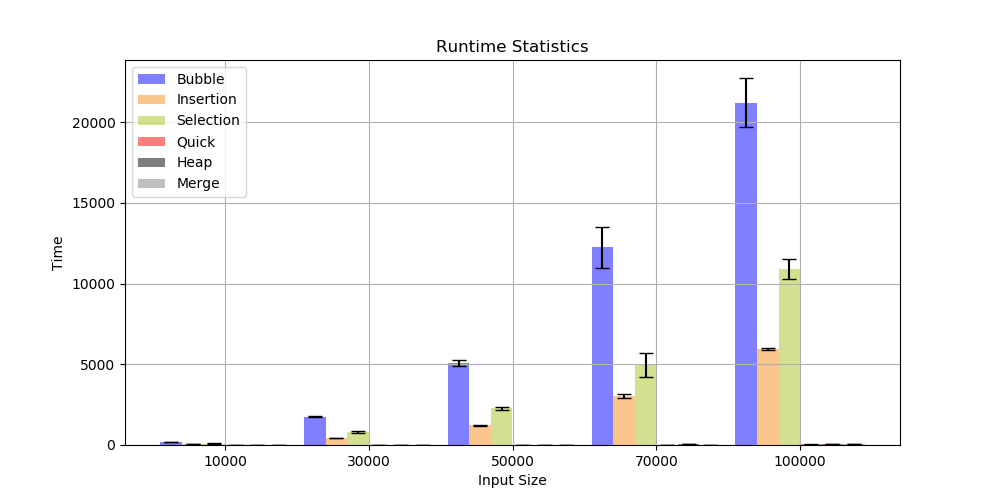 Runtime Statistics
Bubble
Insertion
Selection
Quick
Heap
Merge
20000
15000
10000
5000
0
Time
10000 30000 50000 70000 100000
Input Size